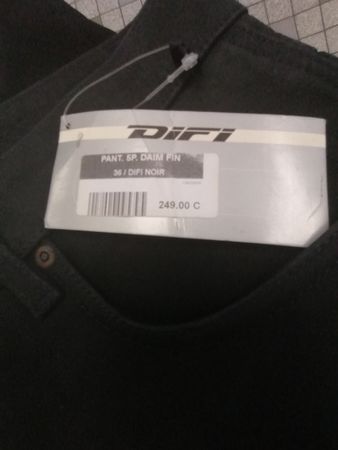 DiFi
PANT. 5P. DAIM FIN
36 / DIFI NOIR
249.00 C